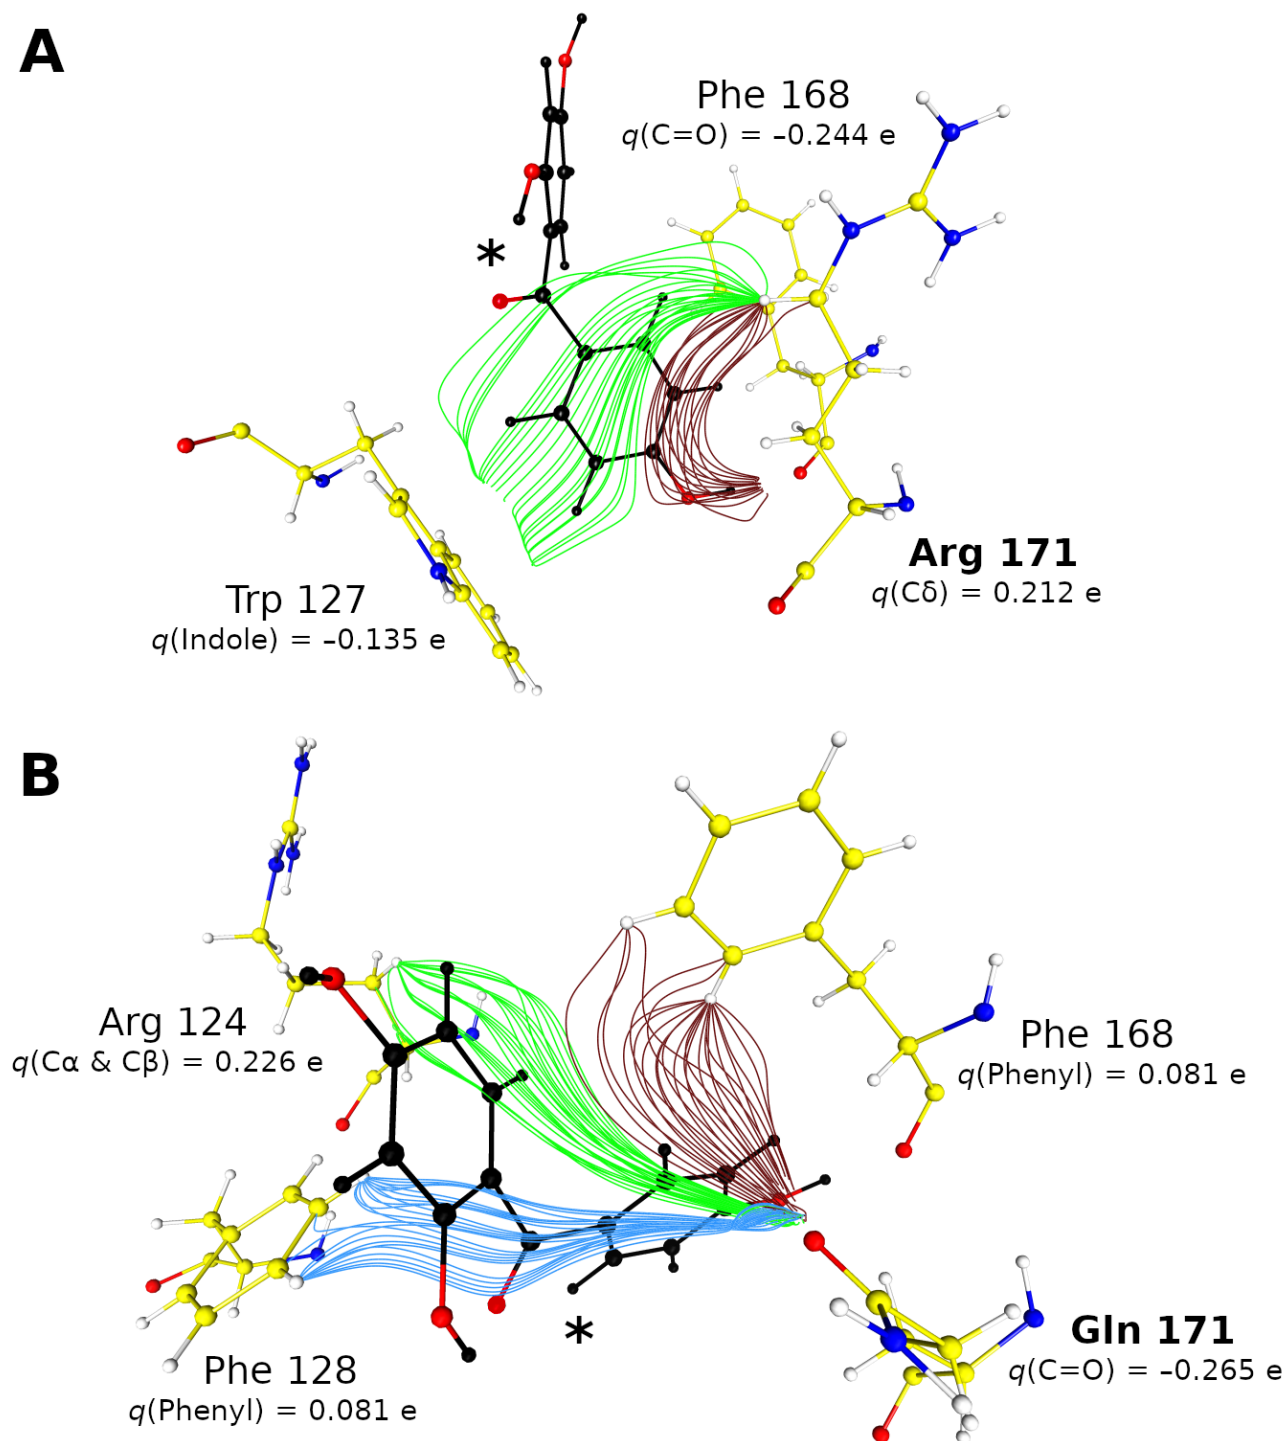 A
Phe 168
q(C=O) = –0.244 e
*
Arg 171
q(Cδ) = 0.212 e
Trp 127
q(Indole) = –0.135 e
B
Arg 124
q(Cα & Cβ) = 0.226 e
Phe 168
q(Phenyl) = 0.081 e
*
Gln 171
q(C=O) = –0.265 e
Phe 128
q(Phenyl) = 0.081 e